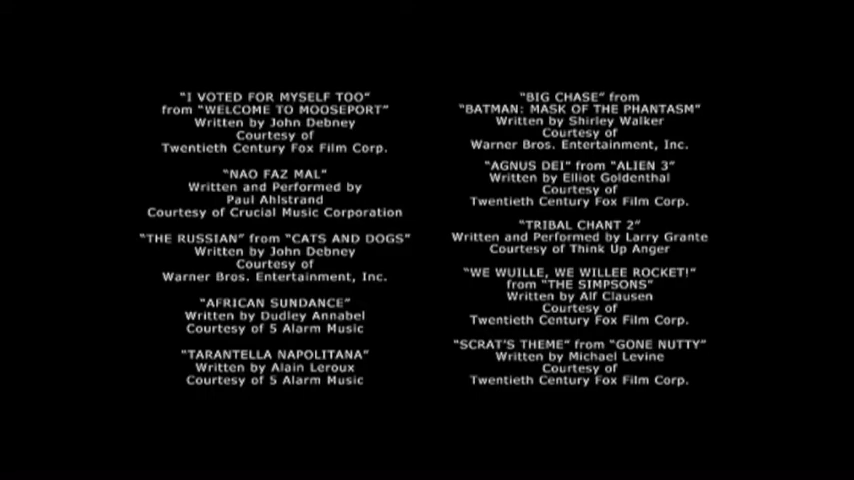 "I VOTED FOR MYSELF TOO"
from "WELCOME TO MOOSEPORT"
Written by John Debney
Courtesy of
Twentieth Century Fox Film Corp.
"NAO FAZ MAL"
Written and Performed by
Paul Ahlstrand
Courtesy of Crucial Music Corporation
"THE RUSSIAN" from "CATS AND DOGS"
Written by John Debney
Courtesy of
Warner Bros. Entertainment, Inc.
"AFRICAN SUNDANCE"
Written by Dudley Annabel
Courtesy of 5 Alarm Music
"TARANTELLA NAPOLITANA"
Written by Alain Leroux
Courtesy of 5 Alarm Music
"BIG CHASE" from
"BATMAN: MASK OF THE PHANTASM"
Written by Shirley Walker
Courtesy of
Warner Bros. Entertainment, Inc.
"AGNUS DEI" from "ALIEN 3"
Written by Elliot Goldenthal
Courtesy of
Twentieth Century Fox Film Corp.
"TRIBAL CHANT 2"
Written and Performed by Larry Grante
Courtesy of Think Up Anger
"WE WUILLE, WE WILLEE ROCKET!"
from "THE SIMPSONS"
Written by Alf Clausen
Courtesy of
Twentieth Century Fox Film Corp.
"SCRAT'S THEME" from "GONE NUTTY"
Written by Michael Levine
Courtesy of
Twentieth Century Fox Film Corp.